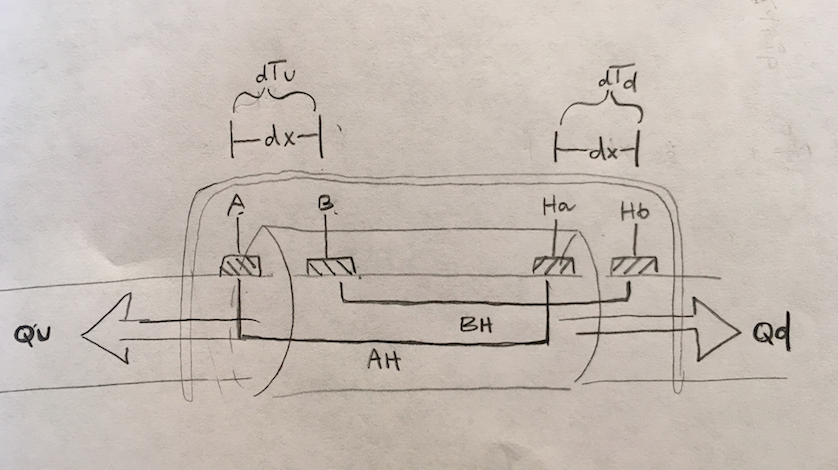 dTu dTd
dx dx
A B Ha Hb
Qu BH Qd
AH